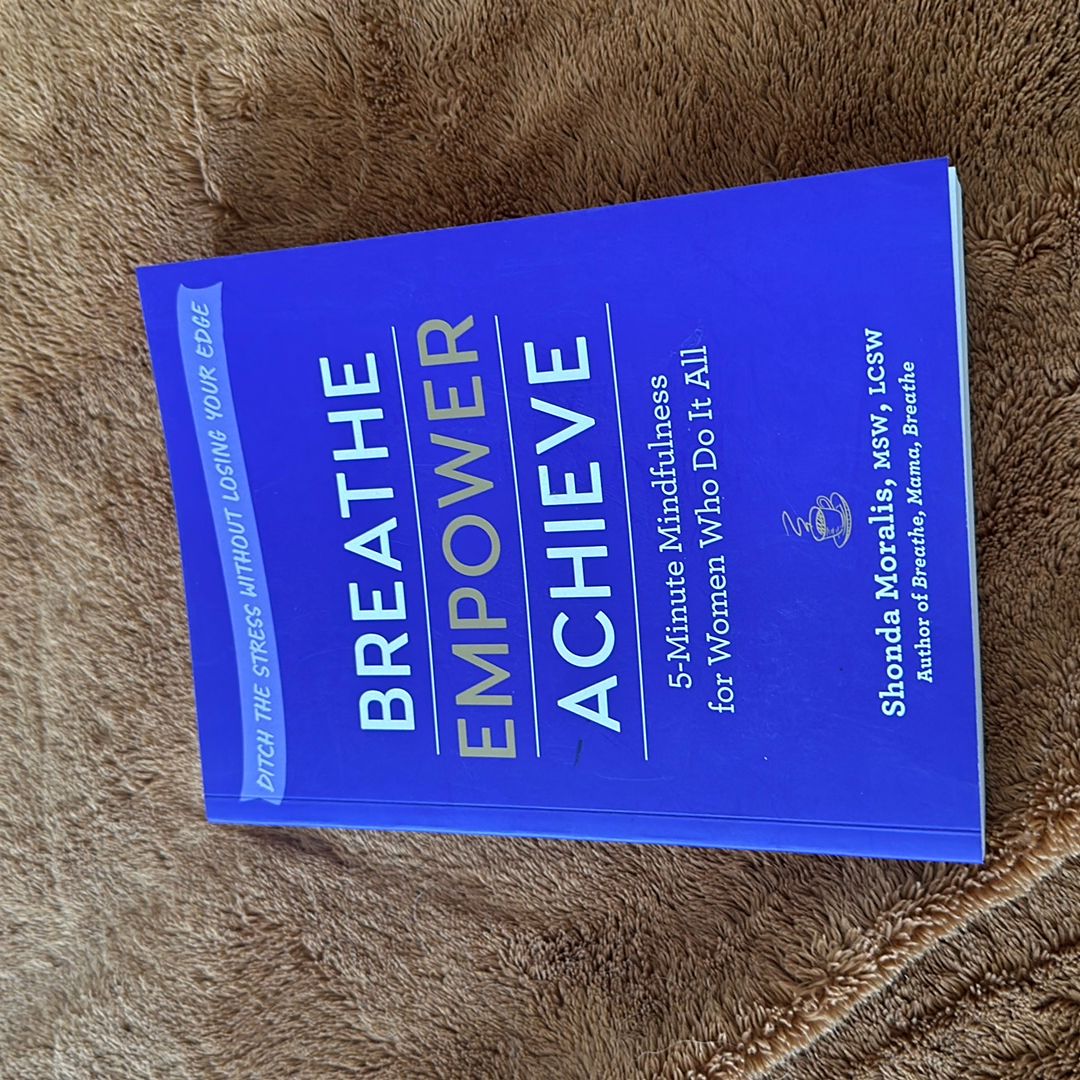 DITCH THE STRESS WITHOUT LOSING YOUR EDGE
BREATHE
EMPOWER
ACHIEVE
5-Minute Mindfulness
for Women Who Do It All
Shonda Moralis, MSW, LCSW
Author of Breathe, Mama, Breathe